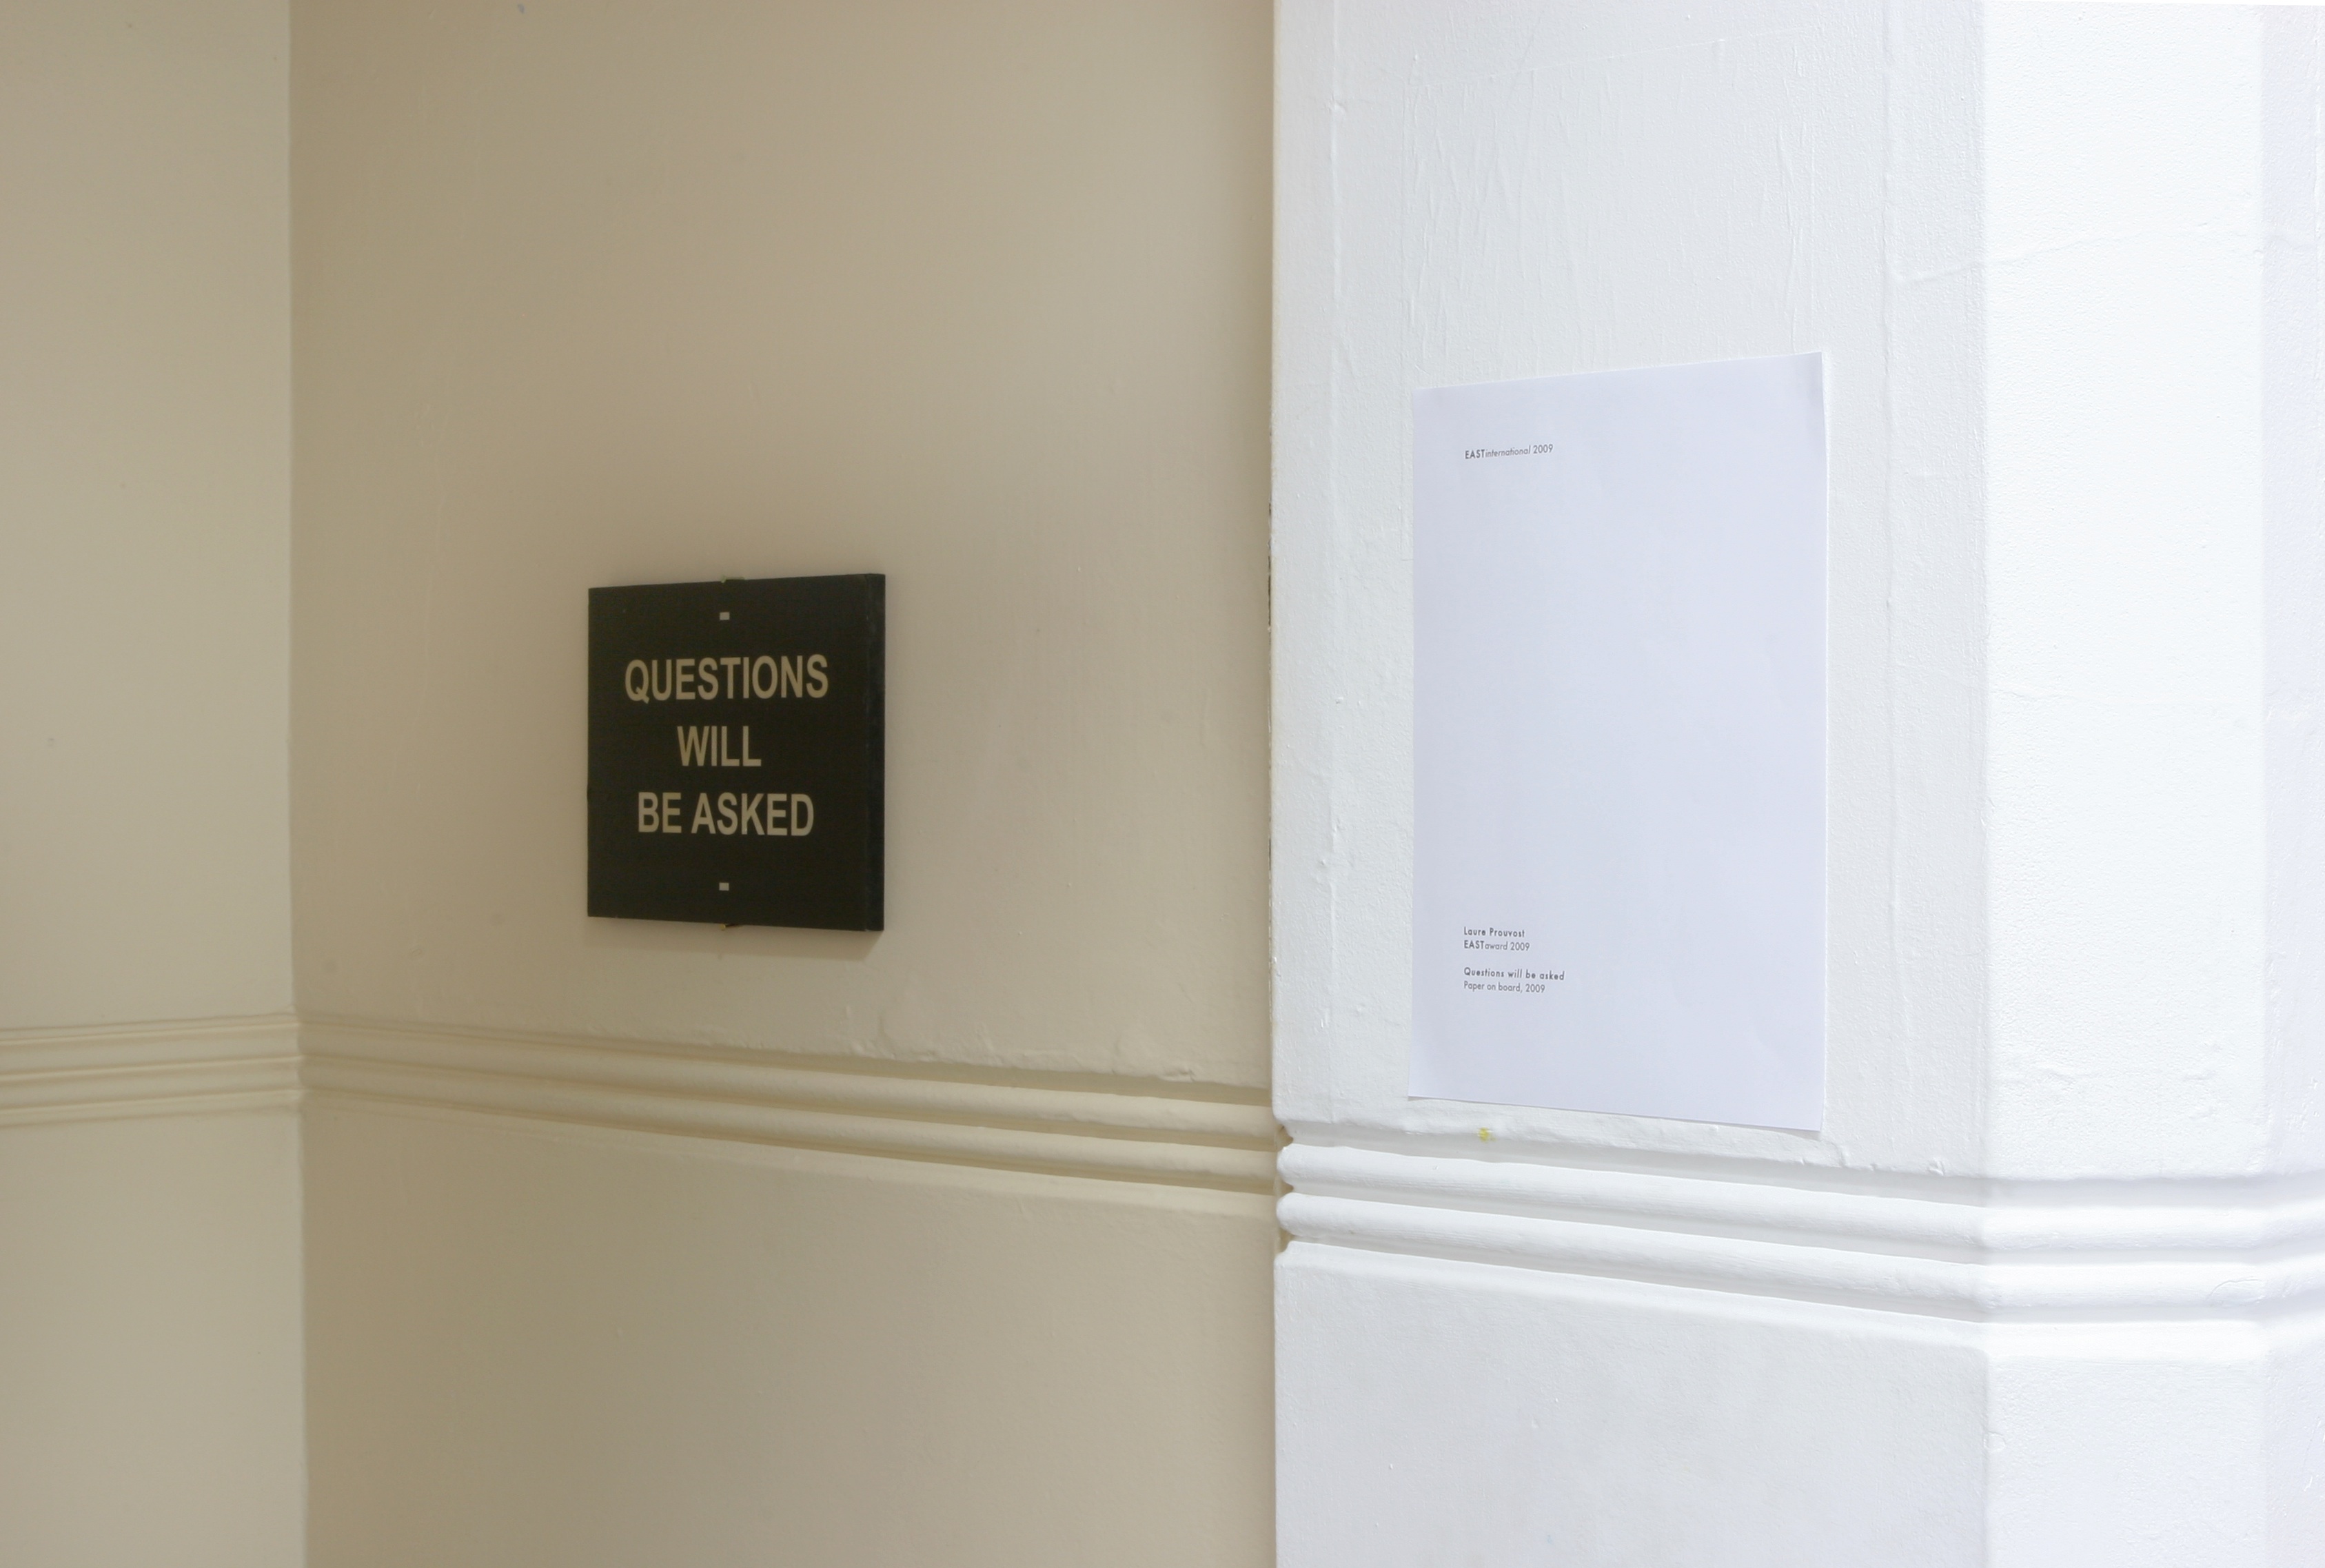 QUESTIONS
WILL
BE ASKED
EASTinternational 2009
Laure Prouvost
EASTaward 2009
Questions will be asked
Paper on board, 2009